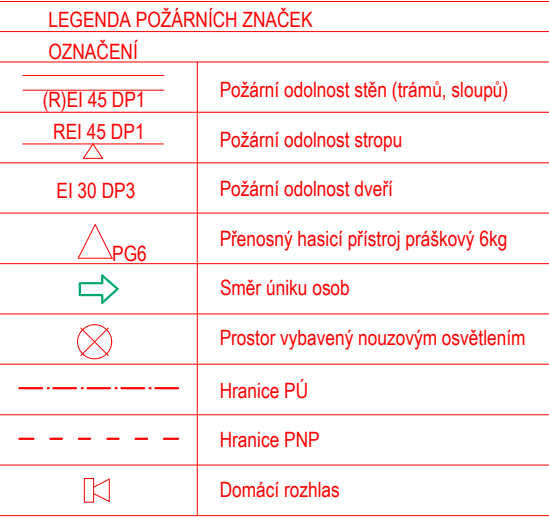 LEGENDA POŽÁRNÍCH ZNAČEK
OZNAČENÍ
(R)EI 45 DP1 Požární odolnost stěn (trámů, sloupů)
REI 45 DP1 Požární odolnost stropu
EI 30 DP3 Požární odolnost dveří
PG6 Přenosný hasicí přístroj práškový 6kg
Směr úniku osob
Prostor vybavený nouzovým osvětlením
Hranice PÚ
Hranice PNP
Domácí rozhlas